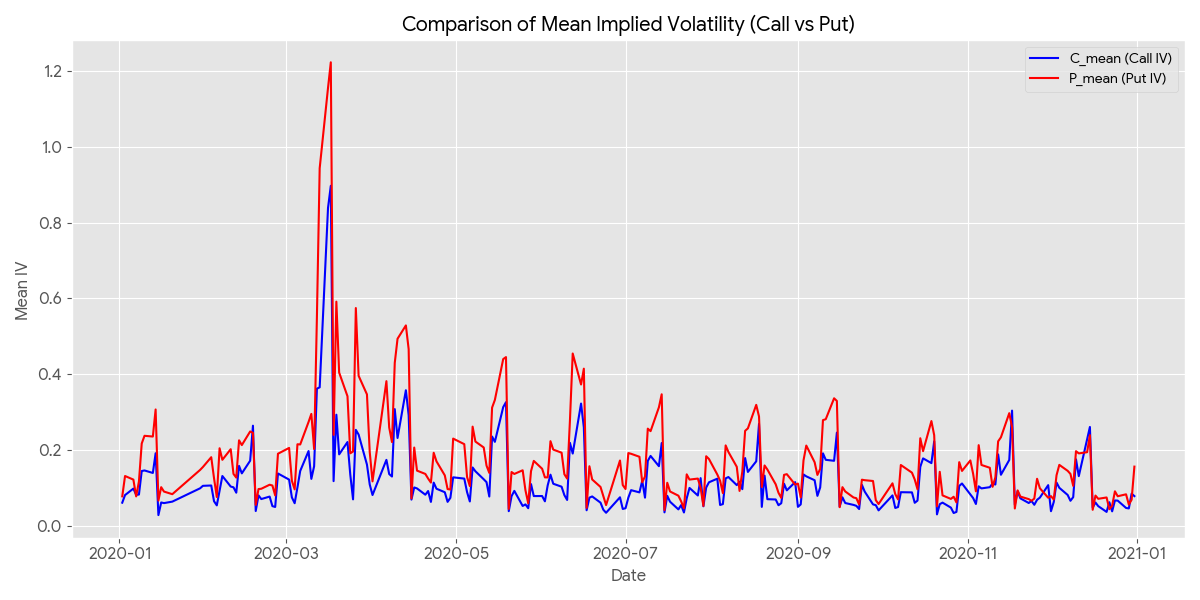 Comparison of Mean Implied Volatility (Call vs Put)
C_mean (Call IV)
P_mean (Put IV)
Mean IV
1.2
1.0
0.8
0.6
0.4
0.2
0.0
2020-01 2020-03 2020-05 2020-07 2020-09 2020-11 2021-01
Date